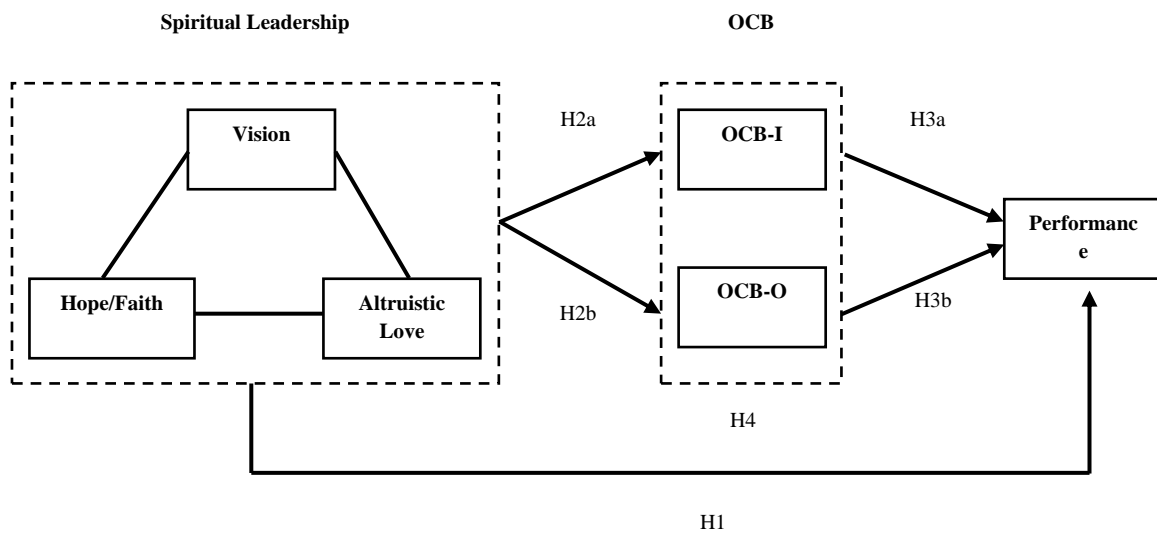 Spiritual Leadership
OCB
Vision
Hope/Faith
Altruistic
Love
H2a
H2b
OCB-I
OCB-O
H3a
H3b
Performanc
e
H4
H1